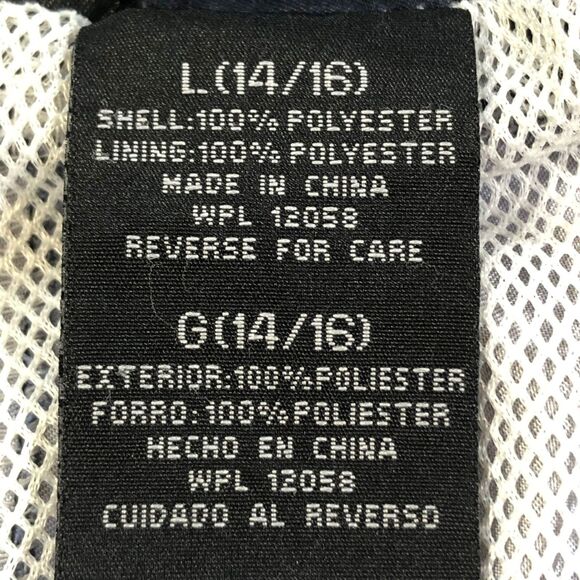 L(14/16)
SHELL:100% POLYESTER
LINING:100% POLYESTER
MADE IN CHINA
WPL 12058
REVERSE FOR CARE
G(14/16)
EXTERIOR:100%POLIESTER
FORRO:100%POLIESTER
HECHO EN CHINA
WPL 12058
CUIDADO AL REVERSO